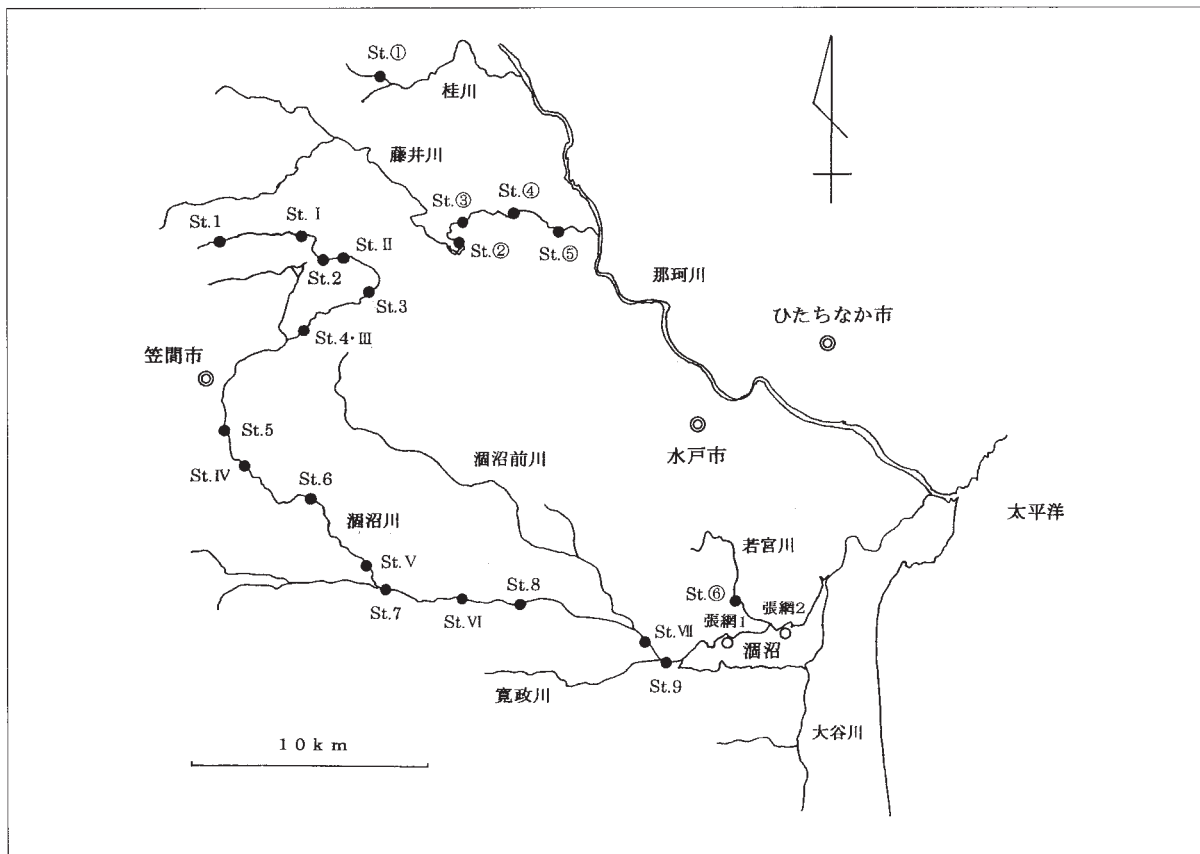 St.①
桂川
藤井川
St.③
St.④
St.1
St.Ⅰ
St.Ⅱ
St.②
St.⑤
St.2
那珂川
St.3
ひたちなか市
St.4・Ⅲ
笠間市
St.5
水戸市
涸沼前川
St.Ⅳ
St.6
涸沼川
太平洋
若宮川
St.Ⅴ
St.8
St.⑥
張網2
St.7
St.Ⅵ
張網1
St.Ⅶ
涸沼
St.9
寛政川
大谷川
10km